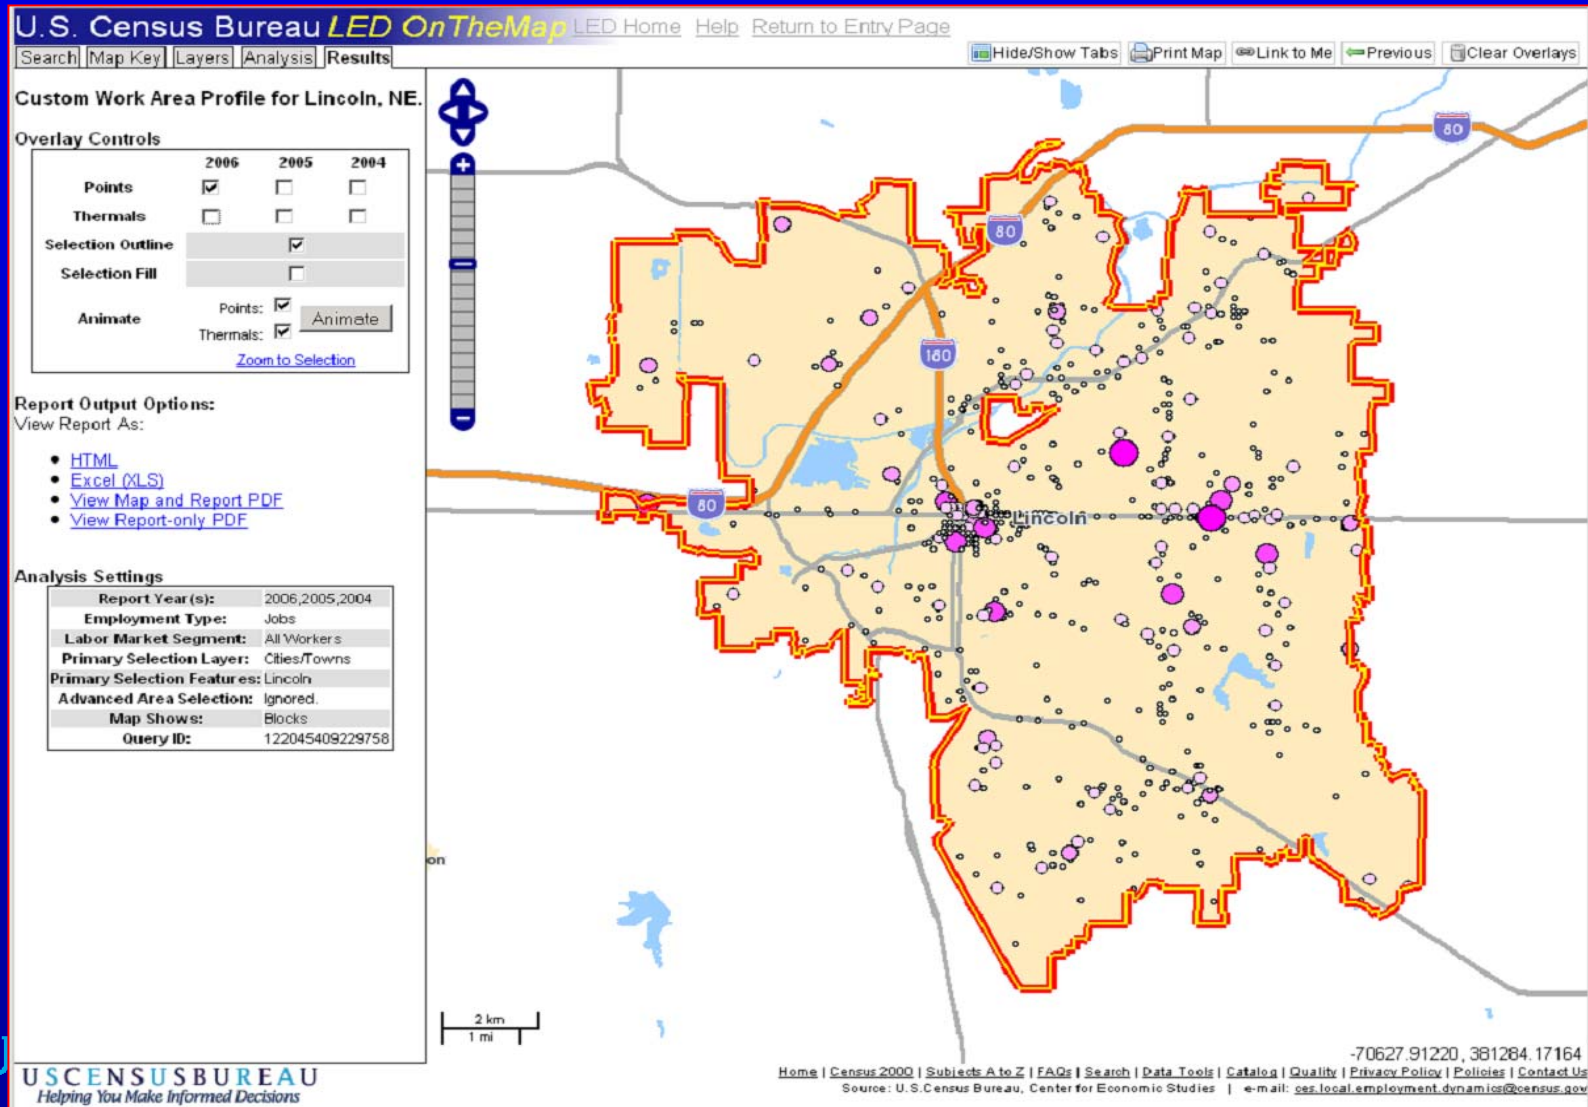 U.S. Census Bureau LED OnTheMap LED Home Help Return to Entry Page
Search Map Key Layers Analysis Results
Hide/Show Tabs Print Map Link to Me Previous Clear Overlays
Custom Work Area Profile for Lincoln, NE.
Overlay Controls
2006 2005 2004
Points
Thermals
Selection Outline
Selection Fill
Animate Points: Animate
Thermals:
Zoom to Selection
Report Output Options:
View Report As:
• HTML
• Excel (XLS)
• View Map and Report PDF
• View Report-only PDF
Analysis Settings
Report Year(s): 2006,2005,2004
Employment Type: Jobs
Labor Market Segment: All Workers
Primary Selection Layer: Cities/Towns
Primary Selection Features: Lincoln
Advanced Area Selection: Ignored.
Map Shows: Blocks
Query ID: 122045409229758
80
80
180
80
Lincoln
on
2 km
1 mi
-70627.91220, 381284.17164
USCENSUSBUREAU
Helping You Make Informed Decisions
Home | Census 2000 | Subjects A to Z | FAQs | Search | Data Tools | Catalog | Quality | Privacy Policy | Policies | Contact Us
Source: U.S.Census Bureau, Center for Economic Studies | e-mail: ces.local.employment.dynamics@census.gov